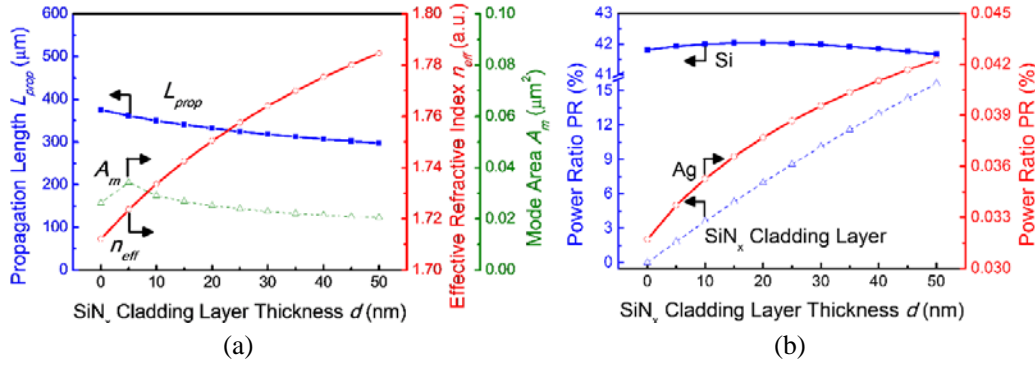 600
500
400
300
200
150
100
50
0
Propagation Length L_prop (μm)
L_prop
A_m
n_eff
0 10 20 30 40 50
SiN_x Cladding Layer Thickness d (nm)
1.80
1.78
1.76
1.74
1.72
1.70
Effective Refractive Index n_eff (a.u.)
0.10
0.08
0.06
0.04
0.02
0.00
Mode Area A_m (μm²)
(a)
43
42
41
15
12
9
6
3
0
Power Ratio PR (%)
Si
Ag
SiN_x Cladding Layer
0 10 20 30 40 50
SiN_x Cladding Layer Thickness d (nm)
0.045
0.042
0.039
0.036
0.033
0.030
Power Ratio PR (%)
(b)